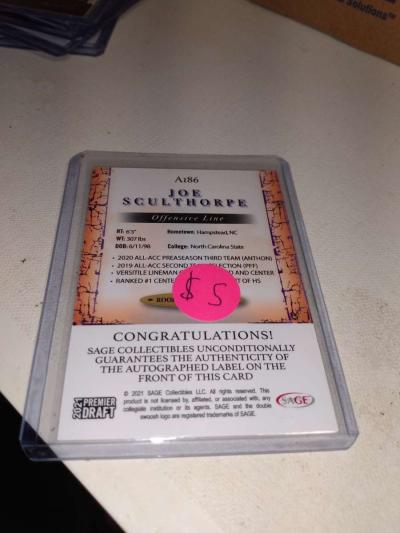 Solutions"
A186
JOE
SCULTHORPE
Offensive Line
HT: 6'5" Hometown: Hampstead, NC
WT: 307 lbs
DOB: 6/11/98 College: North Carolina State
• 2020 ALL-ACC PRESEASON THIRD TEAM (ANTHON)
• 2019 ALL-ACC SECOND SELECTION (PFF)
• VERSITILE LINEMAN AND CENTER
• RANKED #1 CENTE OF HS
ROO
$5
CONGRATULATIONS!
SAGE COLLECTIBLES UNCONDITIONALLY
GUARANTEES THE AUTHENTICITY OF
THE AUTOGRAPHED LABEL ON THE
FRONT OF THIS CARD
2021 PREMIER DRAFT
© 2021 SAGE Collectibles LLC. All rights reserved. This
product is not licensed by, affiliated, or associated with, any
collegiate institution or its agents. SAGE and the double
swoosh logo are registered trademarks of SAGE.
SAGE